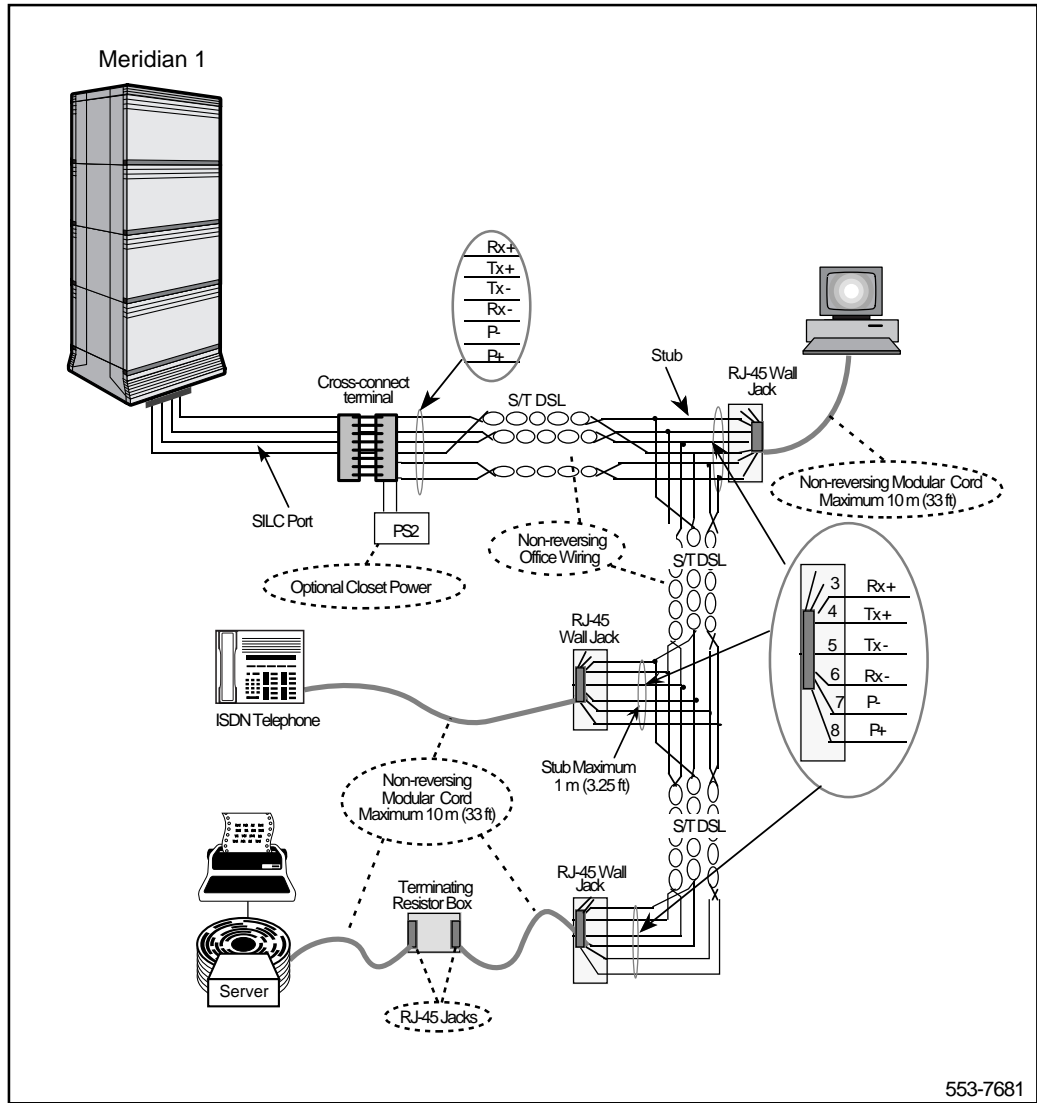 Meridian 1
Rx+
Tx+
Tx-
Rx-
P-
P+
Cross-connect
terminal
S/T DSL
Stub
RJ-45 Wall
Jack
SILC Port
PS2
Optional Closet Power
Non-reversing
Office Wiring
Non-reversing Modular Cord
Maximum 10 m (33 ft)
S/T DSL
3 Rx+
4 Tx+
5 Tx-
6 Rx-
7 P-
8 P+
RJ-45
Wall Jack
ISDN Telephone
Stub Maximum
1 m (3.25 ft)
Non-reversing
Modular Cord
Maximum 10 m (33 ft)
S/T DSL
RJ-45 Wall
Jack
Terminating
Resistor Box
Server
RJ-45 Jacks
553-7681